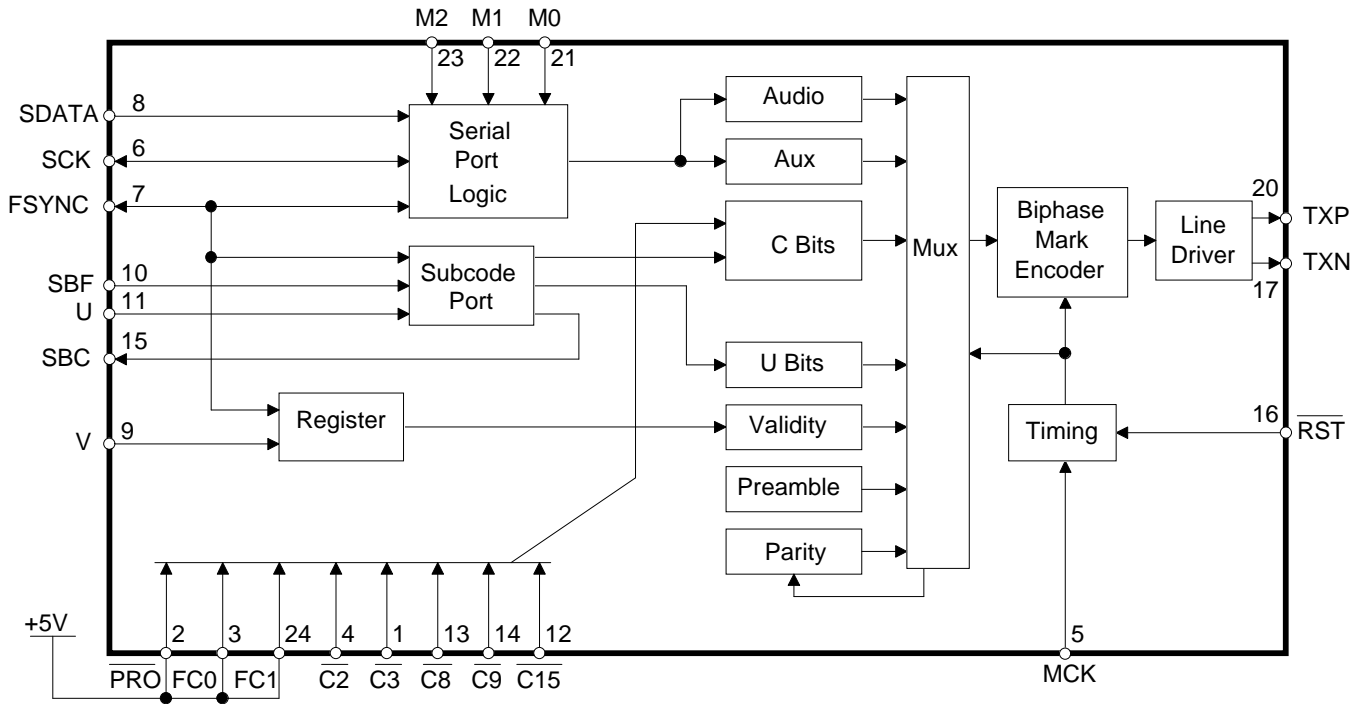 M2 M1 M0
23 22 21
SDATA 8
SCK 6
FSYNC 7
SBF 10
U 11
SBC 15
V 9
Serial
Port
Logic
Subcode
Port
Register
Audio
Aux
C Bits
U Bits
Validity
Preamble
Parity
Mux
Biphase
Mark
Encoder
Line
Driver
20 TXP
TXN
17
Timing
16 RST
+5V
2 3 24 4 1 13 14 12 5
PRO FC0 FC1 C2 C3 C8 C9 C15 MCK